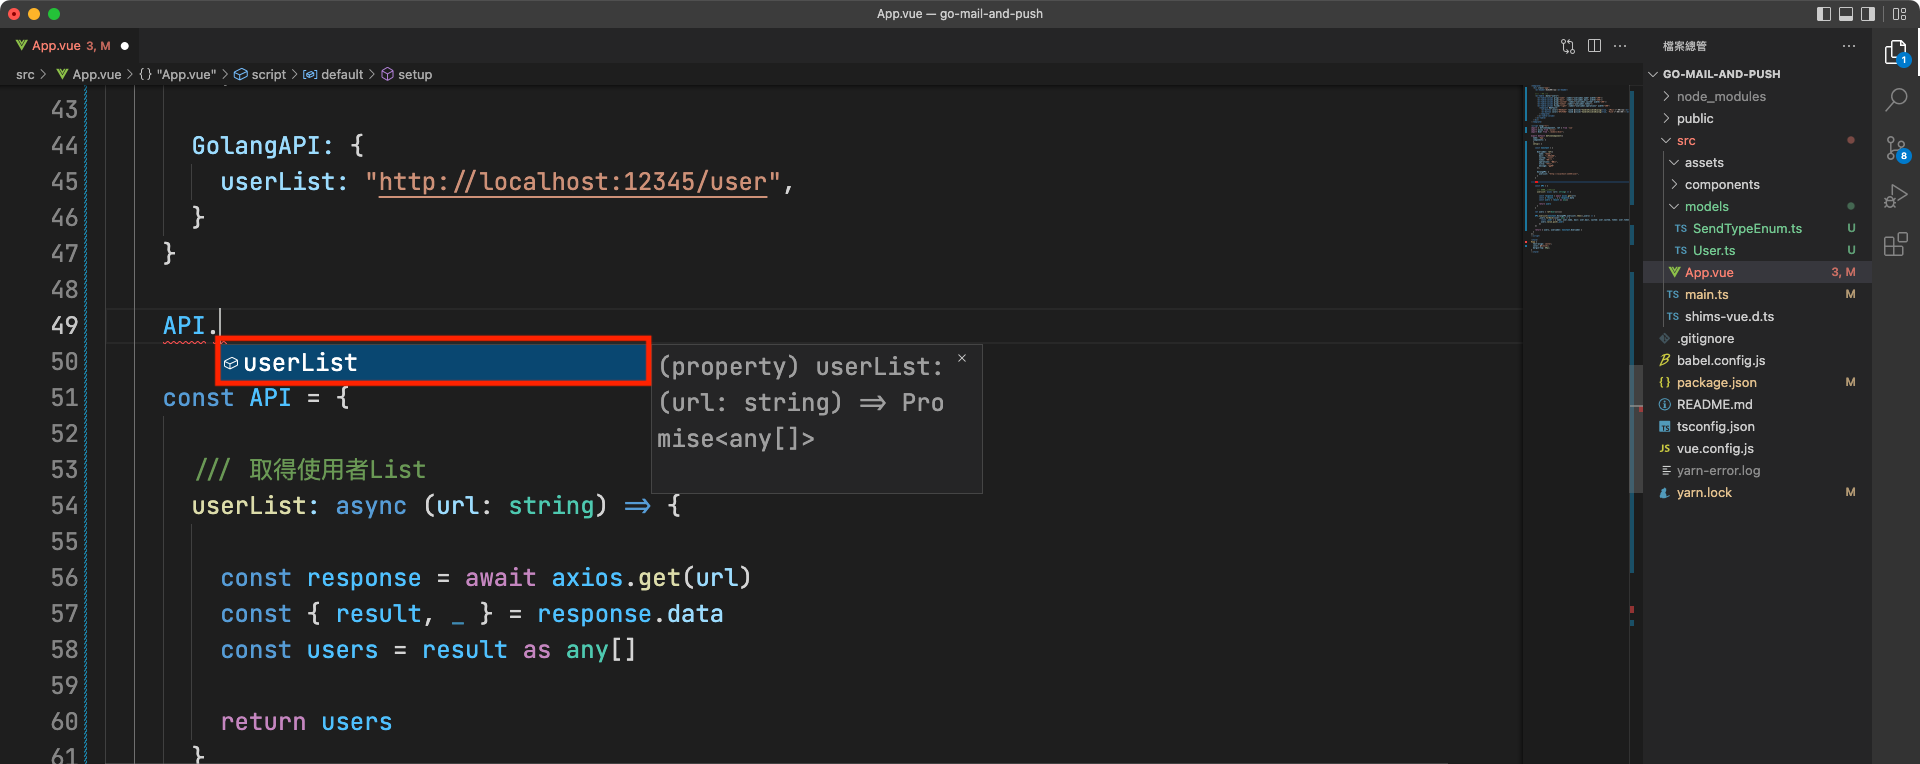 App.vue — go-mail-and-push
App.vue 3, M
src > App.vue > {} "App.vue" > script > default > setup
43
44 GolangAPI: {
45 userList: "http://localhost:12345/user",
46 }
47 }
48
49 API.
userList
(property) userList:
(url: string) => Pro
mise<any[]>
50
51 const API = {
52
53 /// 取得使用者List
54 userList: async (url: string) => {
55
56 const response = await axios.get(url)
57 const { result, _ } = response.data
58 const users = result as any[]
59
60 return users
61 }
檔案總管
GO-MAIL-AND-PUSH
node_modules
public
src
assets
components
models
TS SendTypeEnum.ts U
TS User.ts U
App.vue 3, M
TS main.ts M
TS shims-vue.d.ts
.gitignore
babel.config.js
{} package.json M
README.md
TS tsconfig.json
JS vue.config.js
yarn-error.log
yarn.lock M
1
8